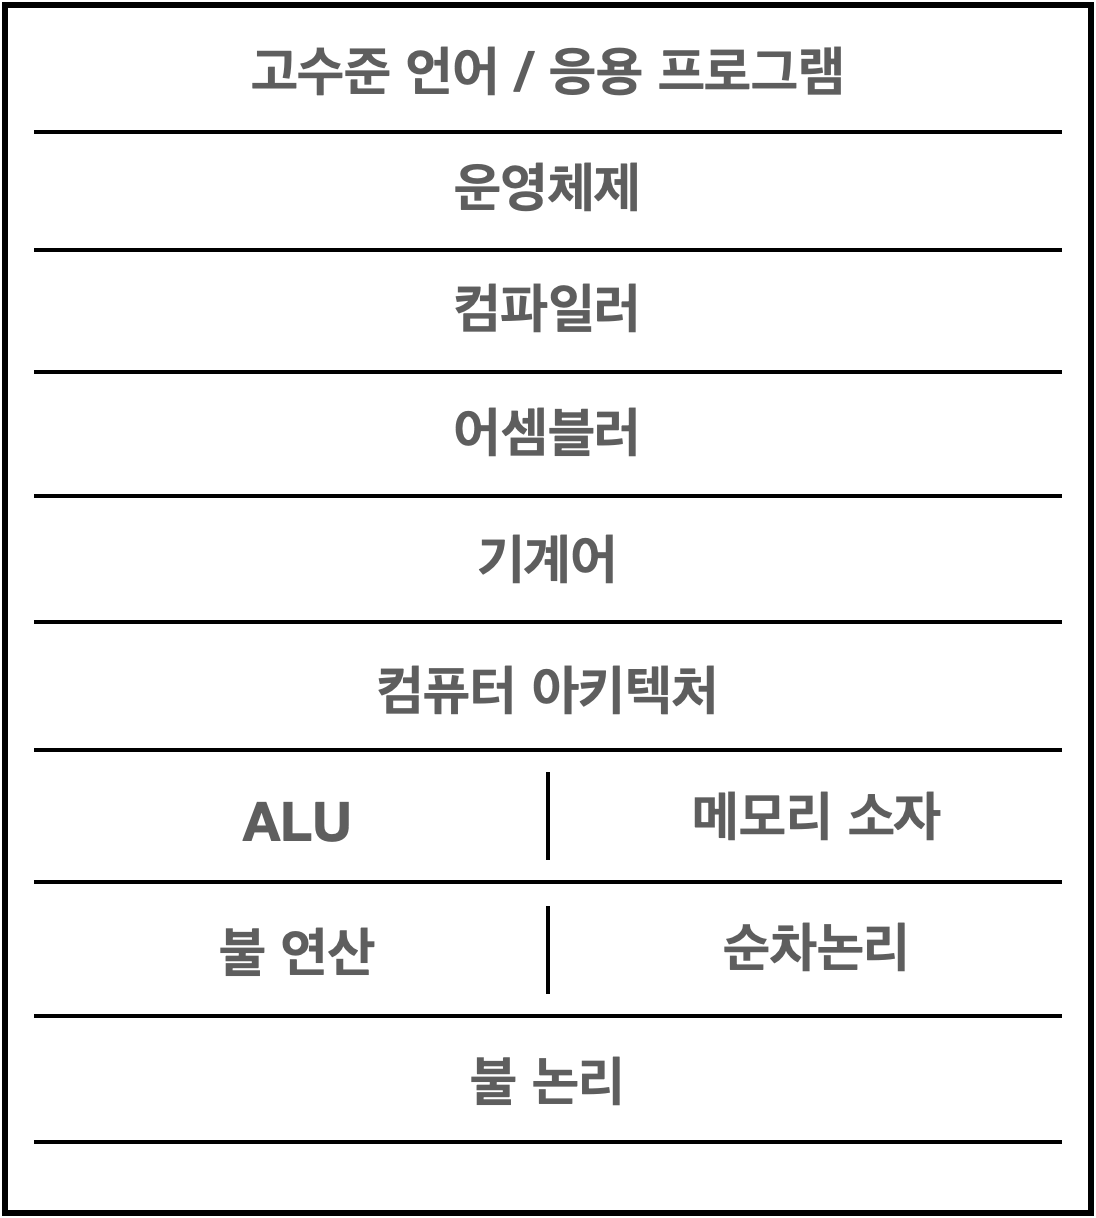 고수준 언어 / 응용 프로그램
운영체제
컴파일러
어셈블러
기계어
컴퓨터 아키텍처
ALU
메모리 소자
불 연산
순차논리
불 논리